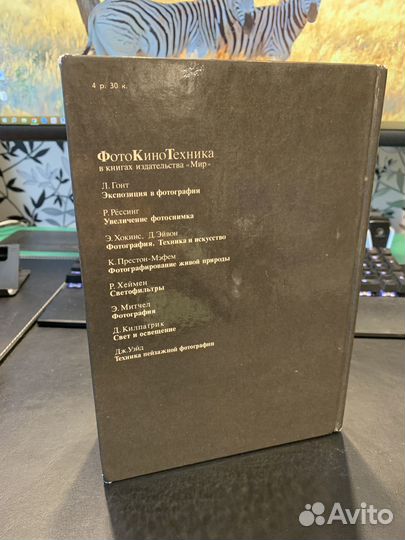 4 р. 30 к.
ФотоКиноТехника
в книгах издательства «Мир»
Л. Гонт
Экспозиция в фотографии
Р. Рёссинг
Увеличение фотоснимка
Э. Хокинс, Д. Эйвон
Фотография. Техника и искусство
К. Престон-Мэфем
Фотографирование живой природы
Р. Хеймен
Светофильтры
Э. Митчел
Фотография
Д. Килпатрик
Свет и освещение
Дж. Уэйд
Техника пейзажной фотографии
Avito